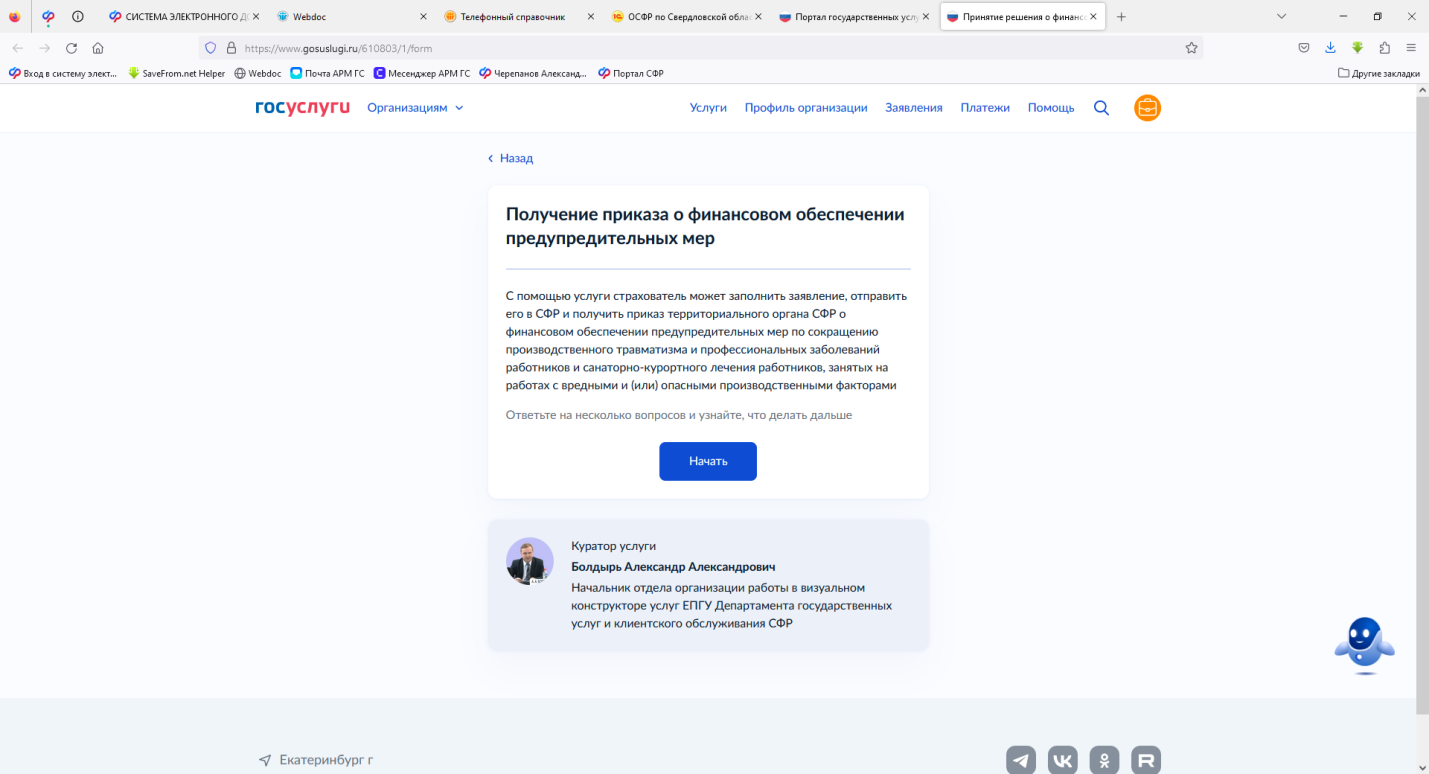 СИСТЕМА ЭЛЕКТРОННОГО ДО
Webdoc
Телефонный справочник
ОСФР по Свердловской облас
Портал государственных услу
Принятие решения о финанс
https://www.gosuslugi.ru/610803/1/form
Вход в систему элект...
SaveFrom.net Helper
Webdoc
Почта АРМ ГС
Месенджер АРМ ГС
Черепанов Александ...
Портал СФР
Другие закладки
госуслуги
Организациям
Услуги
Профиль организации
Заявления
Платежи
Помощь
Назад
Получение приказа о финансовом обеспечении
предупредительных мер
С помощью услуги страхователь может заполнить заявление, отправить
его в СФР и получить приказ территориального органа СФР о
финансовом обеспечении предупредительных мер по сокращению
производственного травматизма и профессиональных заболеваний
работников и санаторно-курортного лечения работников, занятых на
работах с вредными и (или) опасными производственными факторами
Ответьте на несколько вопросов и узнайте, что делать дальше
Начать
Куратор услуги
Болдырь Александр Александрович
Начальник отдела организации работы в визуальном
конструкторе услуг ЕПГУ Департамента государственных
услуг и клиентского обслуживания СФР
Екатеринбург г